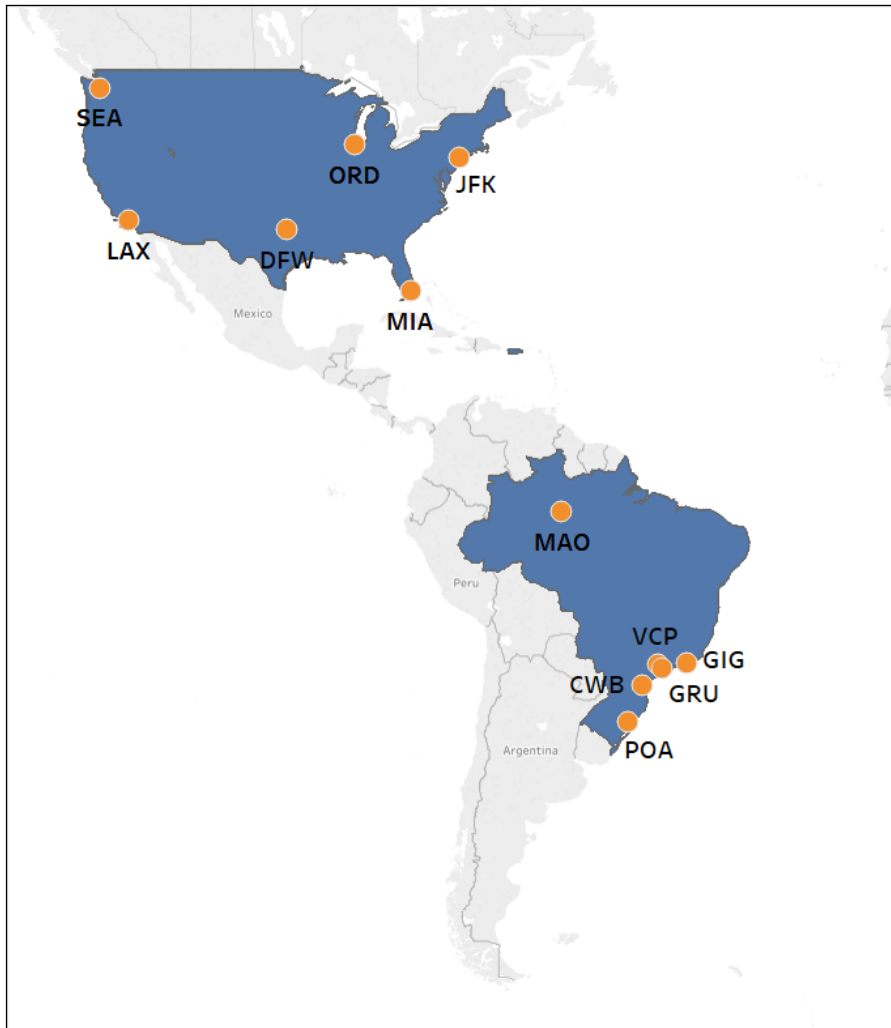 SEA
ORD
JFK
LAX
DFW
MIA
Mexico
MAO
Peru
VCP
GIG
CWB
GRU
POA
Argentina